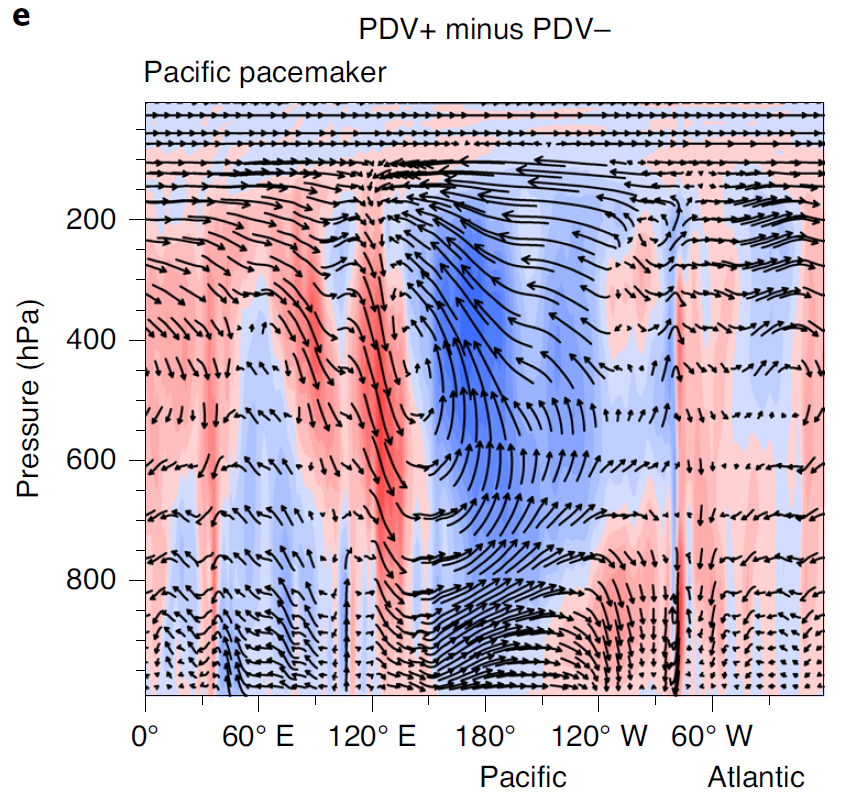 e
PDV+ minus PDV–
Pacific pacemaker
Pressure (hPa)
200
400
600
800
0° 60° E 120° E 180° 120° W 60° W
Pacific Atlantic